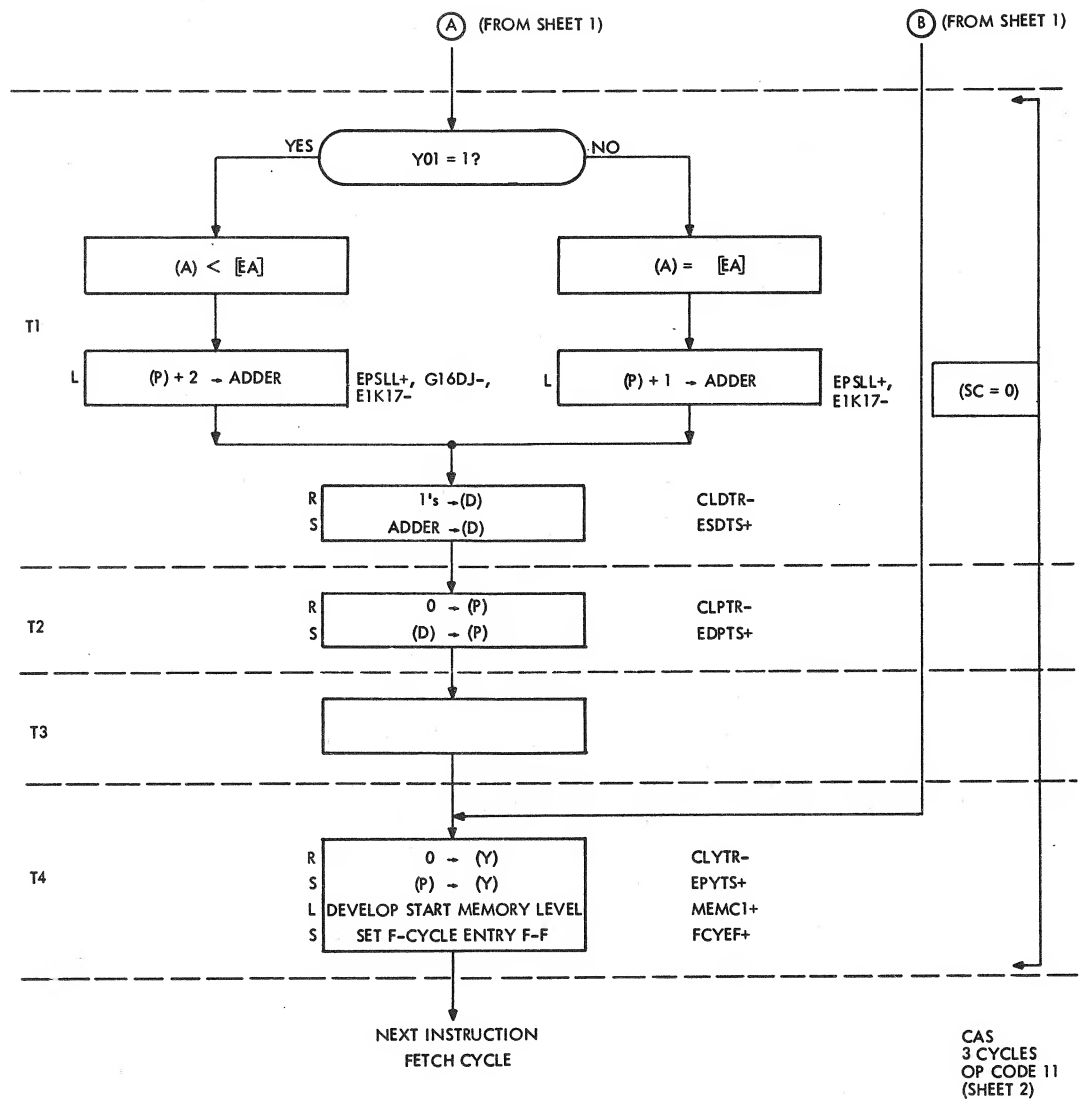 A (FROM SHEET 1)
B (FROM SHEET 1)
YES
Y01 = 1?
NO
(A) < [EA]
(A) = [EA]
T1
L
(P) + 2 → ADDER
EPSLL+, G16DJ-,
E1K17-
L
(P) + 1 → ADDER
EPSLL+,
E1K17-
(SC = 0)
R
1's →(D)
CLDTR-
S
ADDER →(D)
ESDTS+
T2
R
0 → (P)
CLPTR-
S
(D) → (P)
EDPTS+
T3
T4
R
0 → (Y)
CLYTR-
S
(P) → (Y)
EPYTS+
L
DEVELOP START MEMORY LEVEL
MEMC1+
S
SET F-CYCLE ENTRY F-F
FCYEF+
NEXT INSTRUCTION
FETCH CYCLE
CAS
3 CYCLES
OP CODE 11
(SHEET 2)